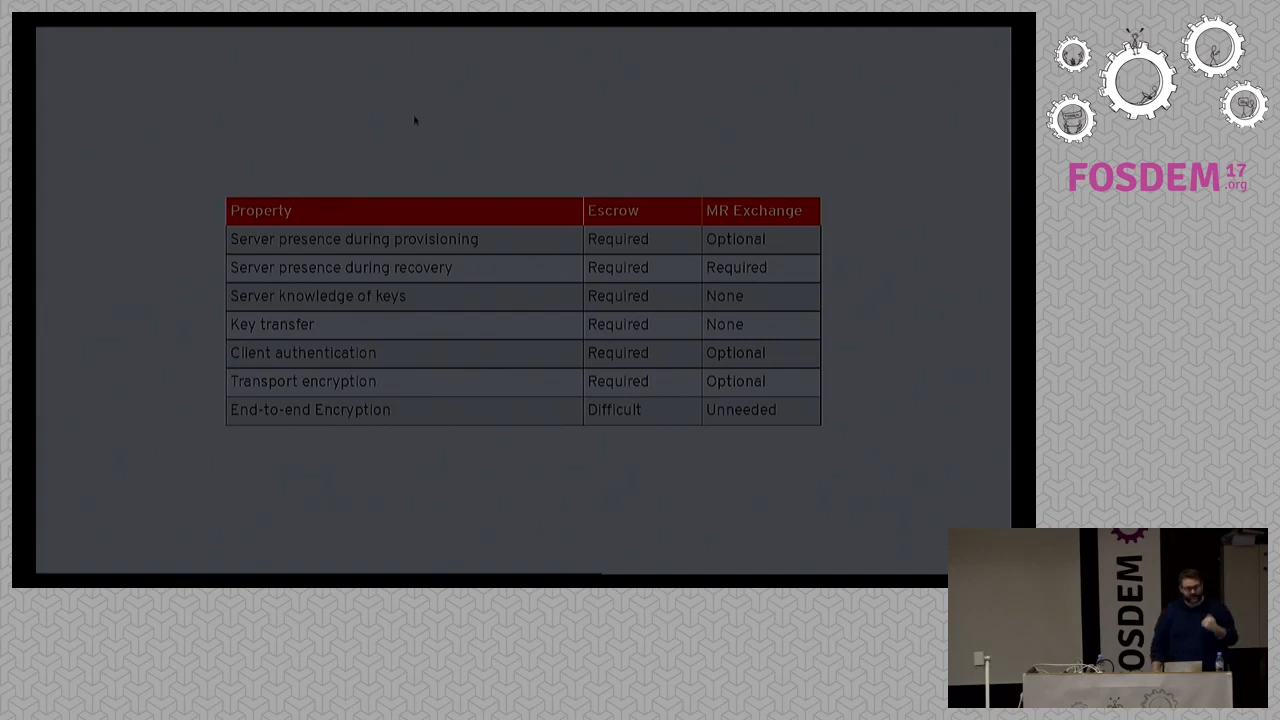 Property Escrow MR Exchange
Server presence during provisioning Required Optional
Server presence during recovery Required Required
Server knowledge of keys Required None
Key transfer Required None
Client authentication Required Optional
Transport encryption Required Optional
End-to-end Encryption Difficult Unneeded
FOSDEM 17
.org
OSDEM